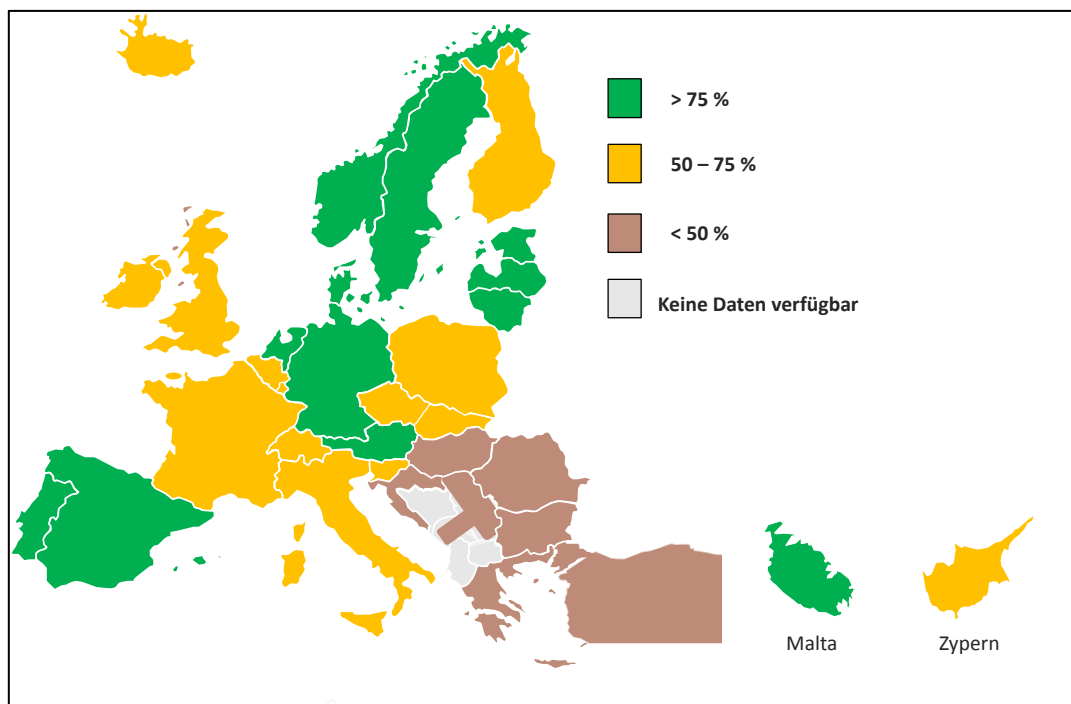 > 75 %
50 – 75 %
< 50 %
Keine Daten verfügbar
Malta
Zypern